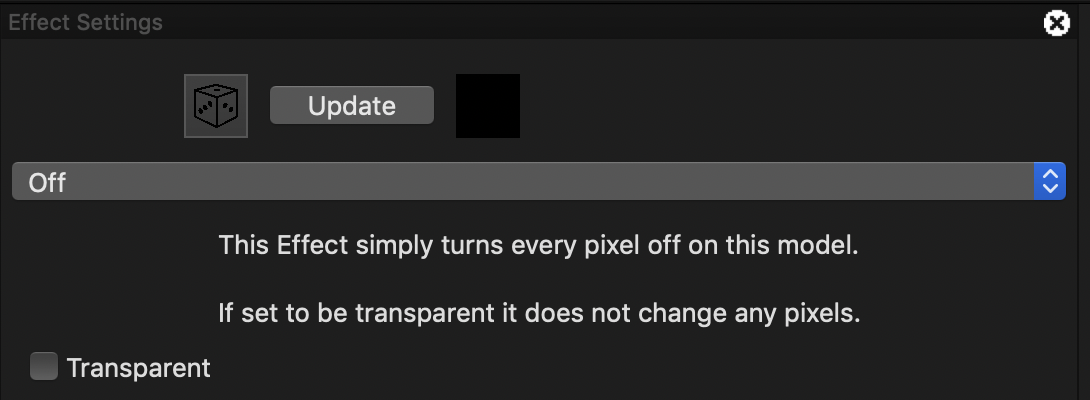 Effect Settings
Update
Off
This Effect simply turns every pixel off on this model.
If set to be transparent it does not change any pixels.
Transparent